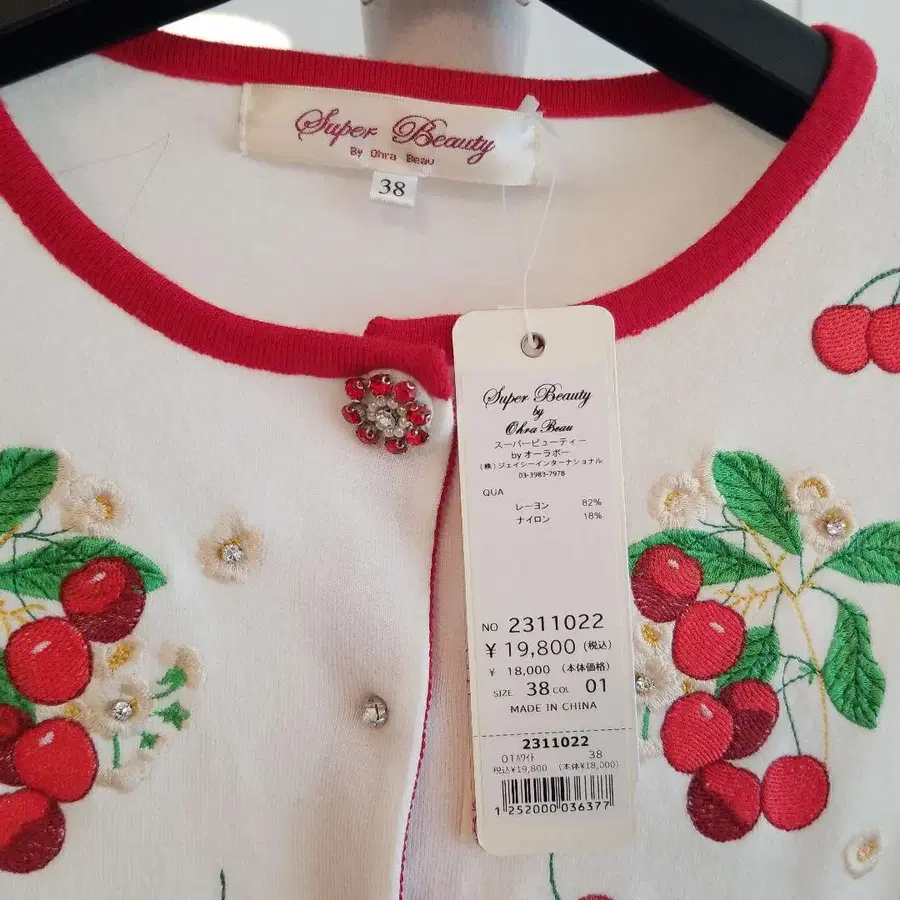 Super Beauty
By Ohra Beau
38
Super Beauty
by
Ohra Beau
スーパービューティー
by オーラボー
(株)ジェイシーインターナショナル
03-3983-7978
QUA
レーヨン 82%
ナイロン 18%
NO 2311022
¥ 19,800 (税込)
¥ 18,000 (本体価格)
SIZE 38 COL 01
MADE IN CHINA
2311022
01ホワイト 38
税込¥19,800 (本体¥18,000)
1 252000 036377